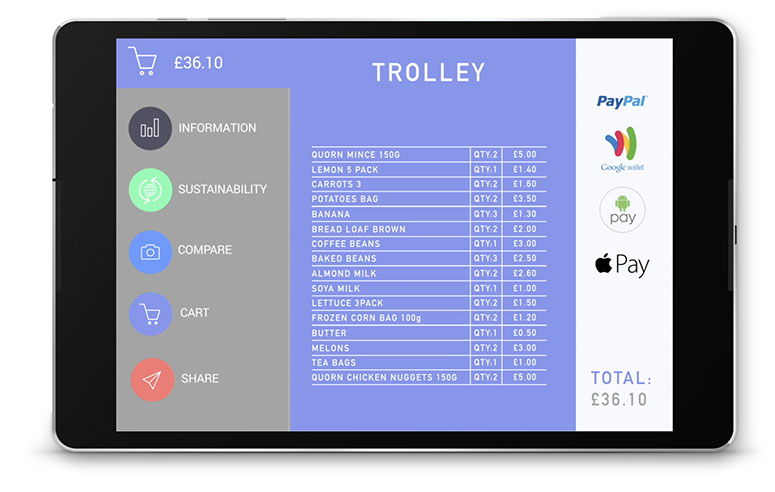 £36.10
TROLLEY
INFORMATION
SUSTAINABILITY
COMPARE
CART
SHARE
QUORN MINCE 150G QTY:2 £5.00
LEMON 5 PACK QTY:1 £1.40
CARROTS 3 QTY:2 £1.60
POTATOES BAG QTY:2 £3.50
BANANA QTY:3 £1.30
BREAD LOAF BROWN QTY:2 £2.00
COFFEE BEANS QTY:1 £3.00
BAKED BEANS QTY:3 £2.50
ALMOND MILK QTY:2 £2.60
SOYA MILK QTY:1 £1.00
LETTUCE 3PACK QTY:2 £1.50
FROZEN CORN BAG 100g QTY:2 £1.20
BUTTER QTY:1 £0.50
MELONS QTY:2 £3.00
TEA BAGS QTY:1 £1.00
QUORN CHICKEN NUGGETS 150G QTY:2 £5.00
PayPal
Google wallet
pay
Pay
TOTAL:
£36.10